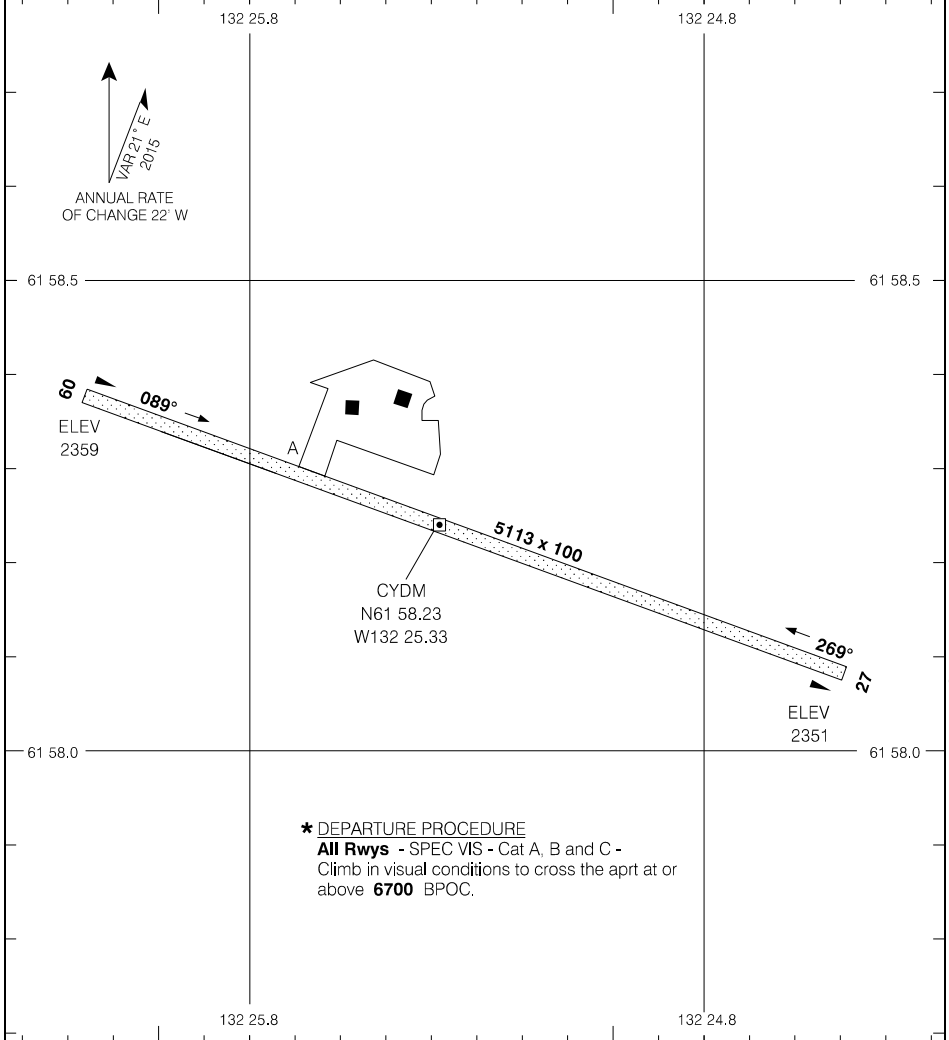 132 25.8
132 24.8
VAR 21° E
2015
ANNUAL RATE
OF CHANGE 22' W
61 58.5
61 58.5
09
089°
ELEV
2359
A
5113 x 100
CYDM
N61 58.23
W132 25.33
269°
27
ELEV
2351
61 58.0
61 58.0
* DEPARTURE PROCEDURE
All Rwys - SPEC VIS - Cat A, B and C -
Climb in visual conditions to cross the aprt at or
above 6700 BPOC.
132 25.8
132 24.8